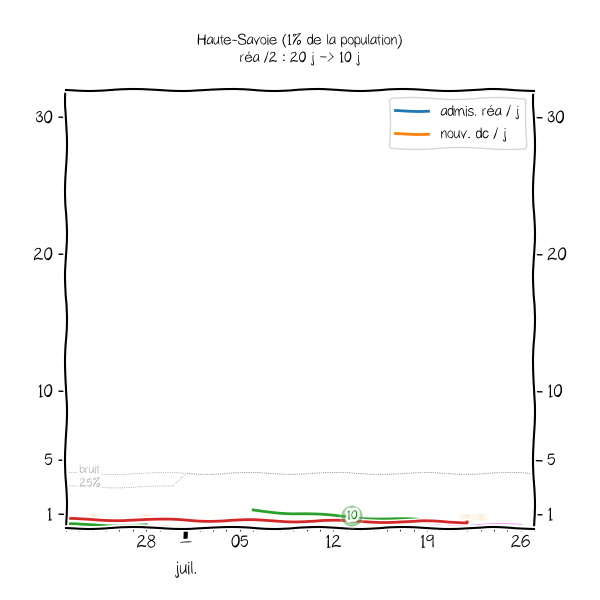 Haute-Savoie (1% de la population)
réa /2 : 20 j -> 10 j
admis. réa / j
nouv. dc / j
30 30
20 20
10 10
5 5
bruit
25%
1 1
10
28 1 05 12 19 26
juil.